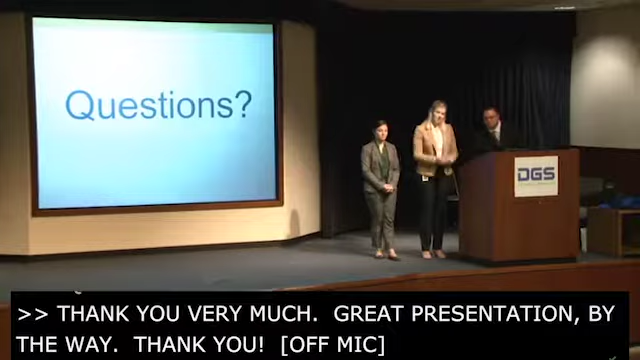 Questions?
DGS
>> THANK YOU VERY MUCH.  GREAT PRESENTATION, BY
THE WAY.  THANK YOU!  [OFF MIC]